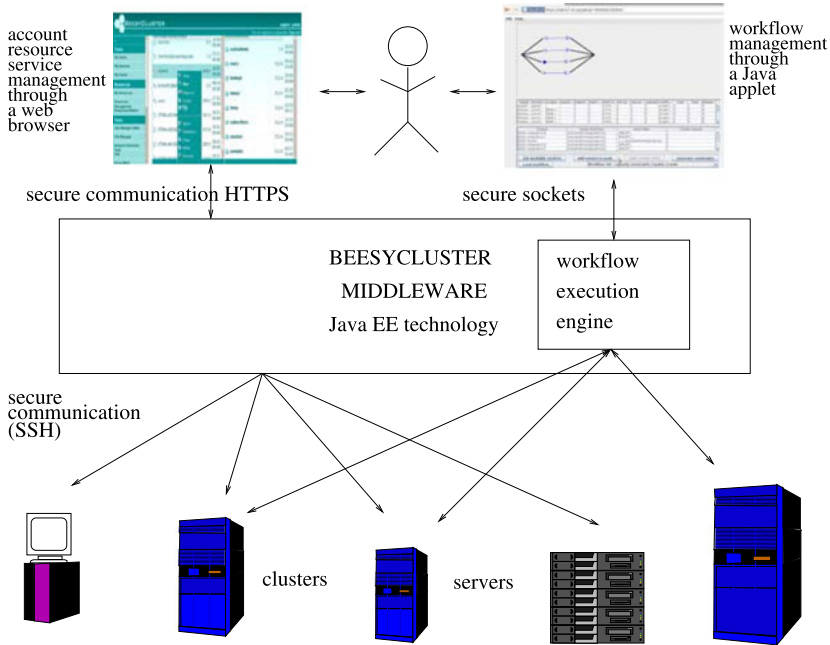 account
resource
service
management
through
a web
browser
BEESYCLUSTER
workflow
management
through
a Java
applet
secure communication HTTPS
secure sockets
BEESYCLUSTER
MIDDLEWARE
Java EE technology
workflow
execution
engine
secure
communication
(SSH)
clusters
servers